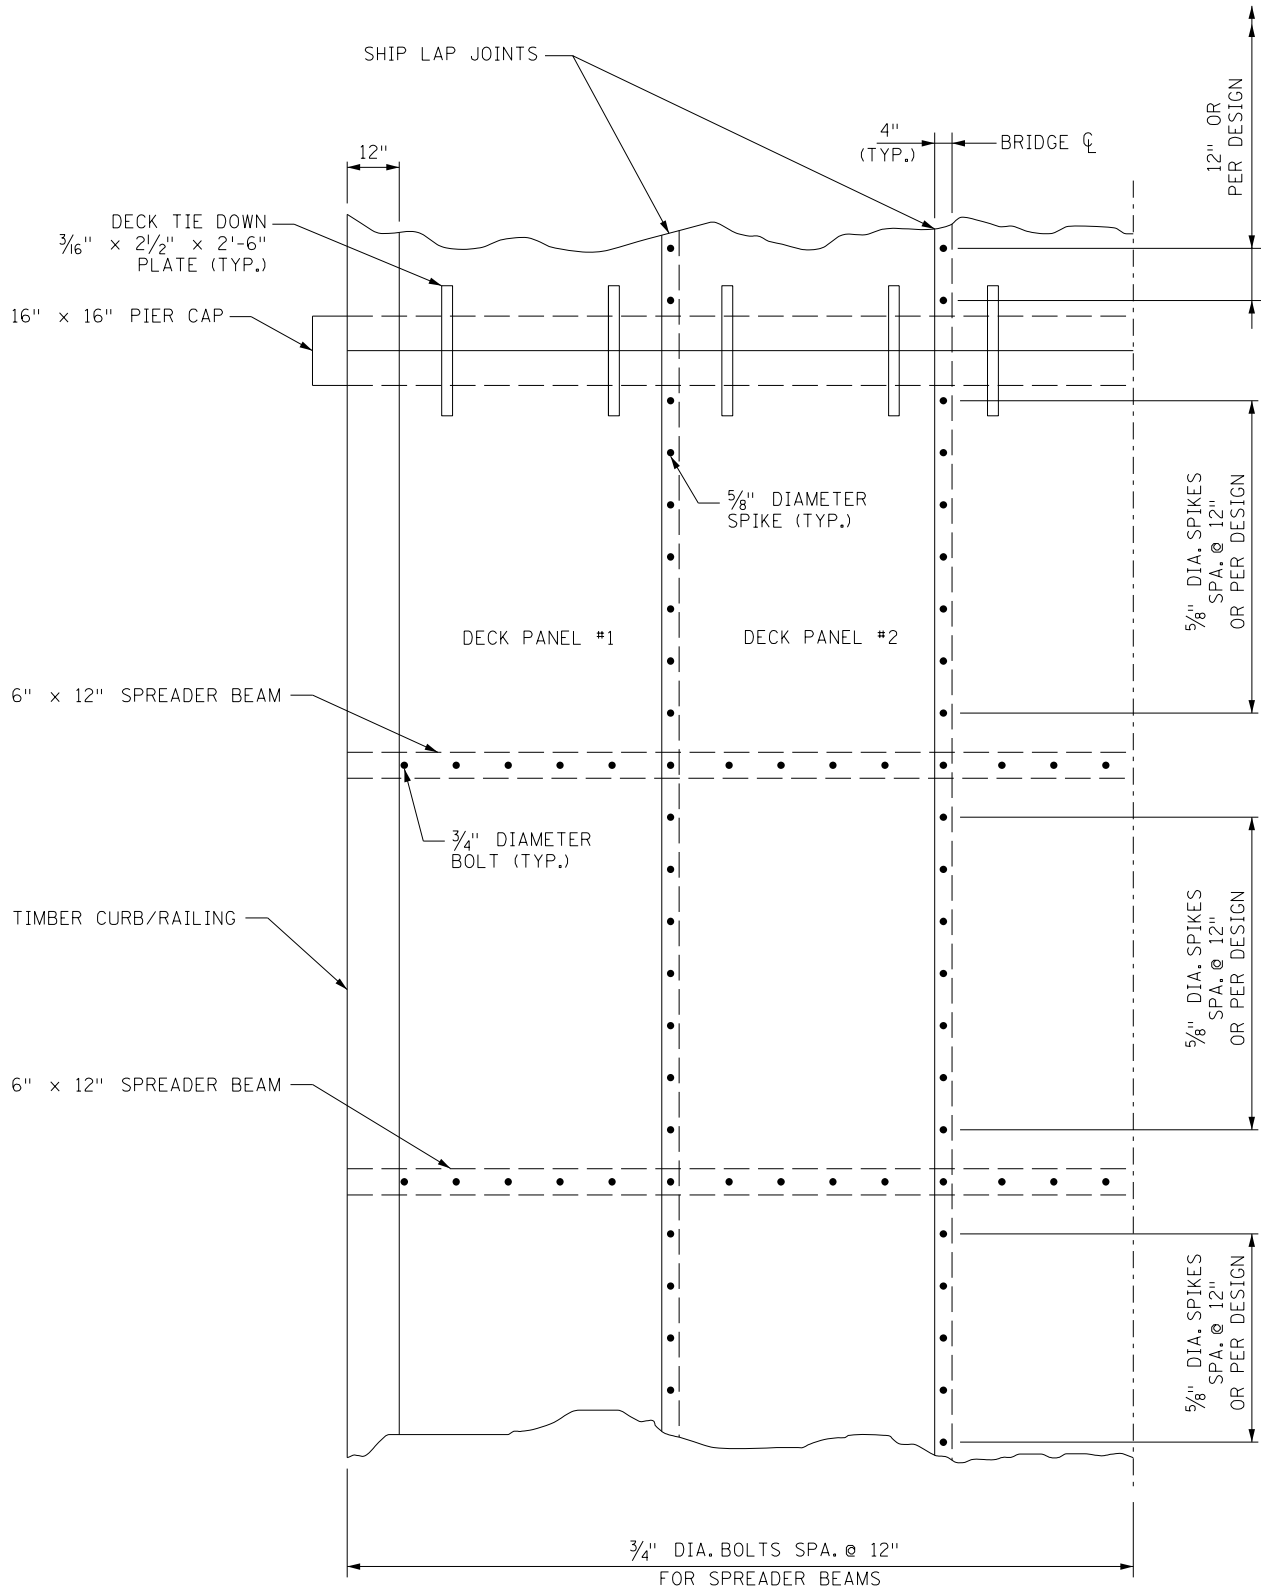 SHIP LAP JOINTS
12" OR
PER DESIGN
4"
(TYP.)
BRIDGE ℄
12"
DECK TIE DOWN
3/16" x 2 1/2" x 2'-6"
PLATE (TYP.)
16" x 16" PIER CAP
5/8" DIAMETER
SPIKE (TYP.)
5/8" DIA. SPIKES
SPA. @ 12"
OR PER DESIGN
DECK PANEL #1
DECK PANEL #2
6" x 12" SPREADER BEAM
3/4" DIAMETER
BOLT (TYP.)
TIMBER CURB/RAILING
5/8" DIA. SPIKES
SPA. @ 12"
OR PER DESIGN
6" x 12" SPREADER BEAM
5/8" DIA. SPIKES
SPA. @ 12"
OR PER DESIGN
3/4" DIA. BOLTS SPA. @ 12"
FOR SPREADER BEAMS